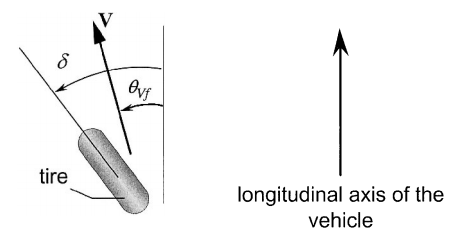 V
δ
θVf
tire
longitudinal axis of the
vehicle